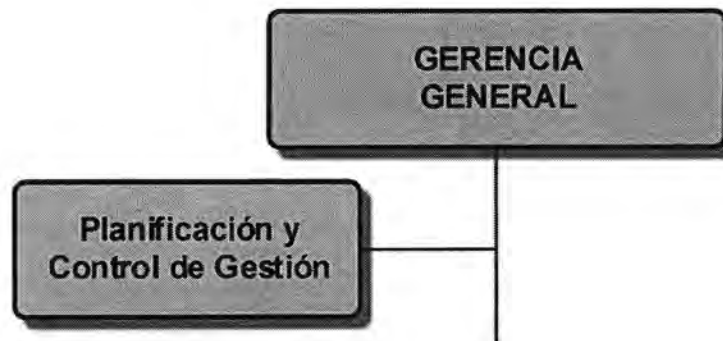 GERENCIA
GENERAL
Planificación y
Control de Gestión